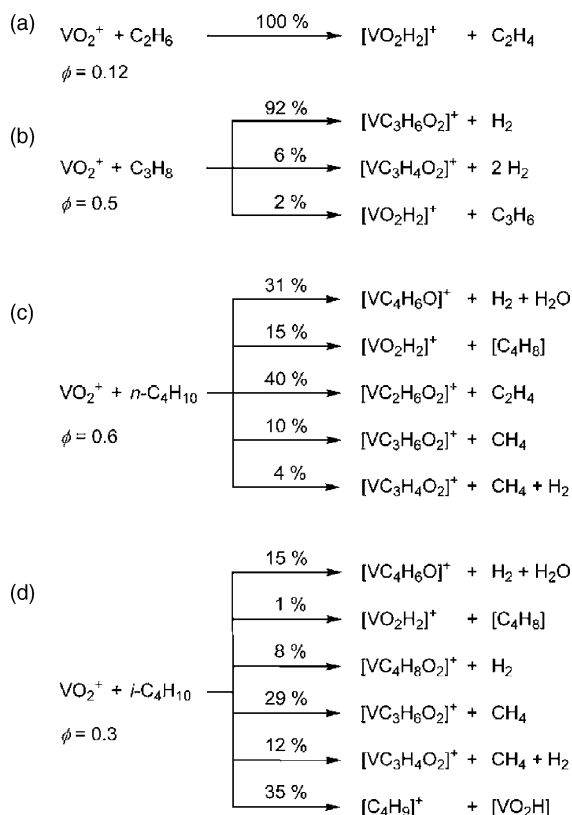 (a) VO₂⁺ + C₂H₆ 100 % [VO₂H₂]⁺ + C₂H₄
ϕ = 0.12
92 % [VC₃H₆O₂]⁺ + H₂
(b) VO₂⁺ + C₃H₈ 6 % [VC₃H₄O₂]⁺ + 2 H₂
ϕ = 0.5 2 % [VO₂H₂]⁺ + C₃H₆
31 % [VC₄H₆O]⁺ + H₂ + H₂O
(c) 15 % [VO₂H₂]⁺ + [C₄H₈]
VO₂⁺ + n-C₄H₁₀ 40 % [VC₂H₆O₂]⁺ + C₂H₄
ϕ = 0.6 10 % [VC₃H₆O₂]⁺ + CH₄
4 % [VC₃H₄O₂]⁺ + CH₄ + H₂
15 % [VC₄H₆O]⁺ + H₂ + H₂O
(d) 1 % [VO₂H₂]⁺ + [C₄H₈]
8 % [VC₄H₈O₂]⁺ + H₂
VO₂⁺ + i-C₄H₁₀ 29 % [VC₃H₆O₂]⁺ + CH₄
ϕ = 0.3 12 % [VC₃H₄O₂]⁺ + CH₄ + H₂
35 % [C₄H₉]⁺ + [VO₂H]